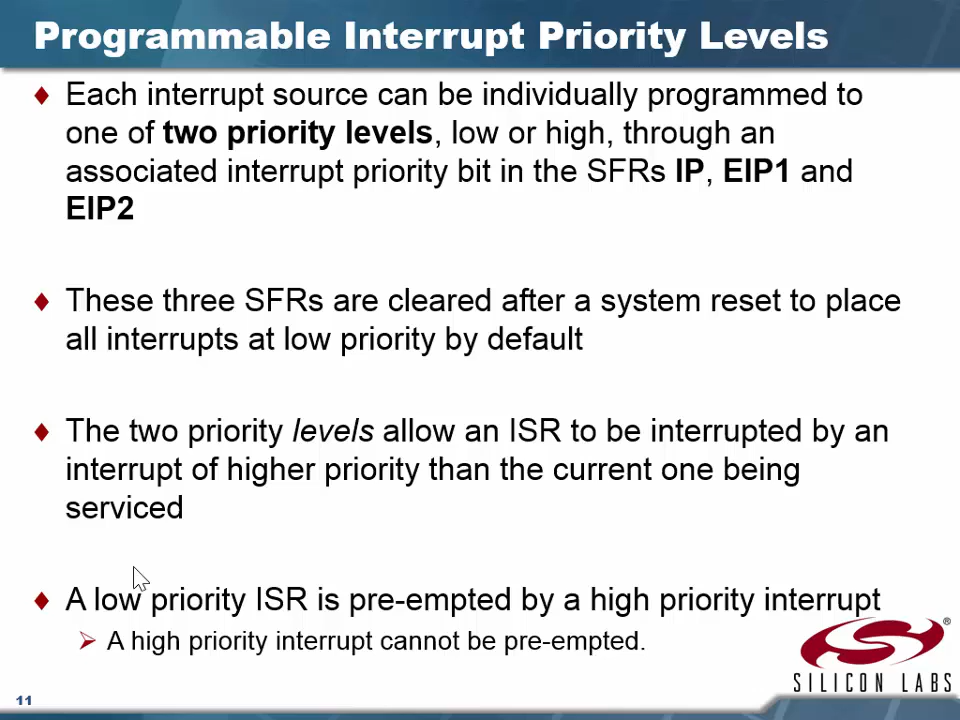 Programmable Interrupt Priority Levels
Each interrupt source can be individually programmed to
one of two priority levels, low or high, through an
associated interrupt priority bit in the SFRs IP, EIP1 and
EIP2
These three SFRs are cleared after a system reset to place
all interrupts at low priority by default
The two priority levels allow an ISR to be interrupted by an
interrupt of higher priority than the current one being
serviced
A low priority ISR is pre-empted by a high priority interrupt
A high priority interrupt cannot be pre-empted.
®
SILICON LABS
11